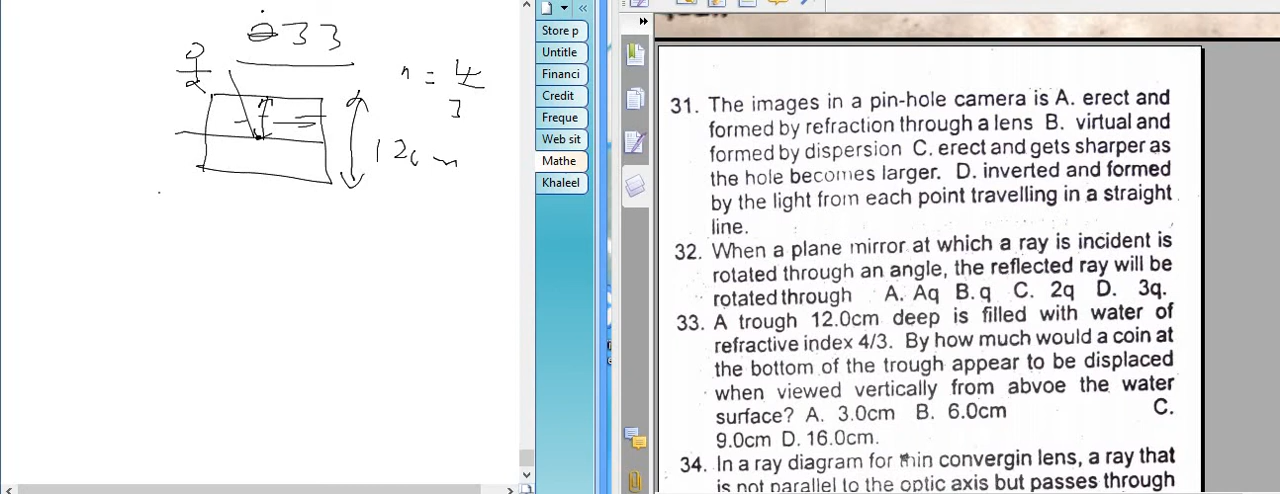 33
n = 4
3
12cm
Store p
Untitle
Financi
Credit
Freque
Web sit
Mathe
Khaleel
31. The images in a pin-hole camera is A. erect and
formed by refraction through a lens B. virtual and
formed by dispersion C. erect and gets sharper as
the hole becomes larger. D. inverted and formed
by the light from each point travelling in a straight
line.
32. When a plane mirror at which a ray is incident is
rotated through an angle, the reflected ray will be
rotated through A. Aq B. q C. 2q D. 3q.
33. A trough 12.0cm deep is filled with water of
refractive index 4/3. By how much would a coin at
the bottom of the trough appear to be displaced
when viewed vertically from abvoe the water
surface? A. 3.0cm B. 6.0cm C.
9.0cm D. 16.0cm.
34. In a ray diagram for thin convergin lens, a ray that
is not parallel to the optic axis but passes through